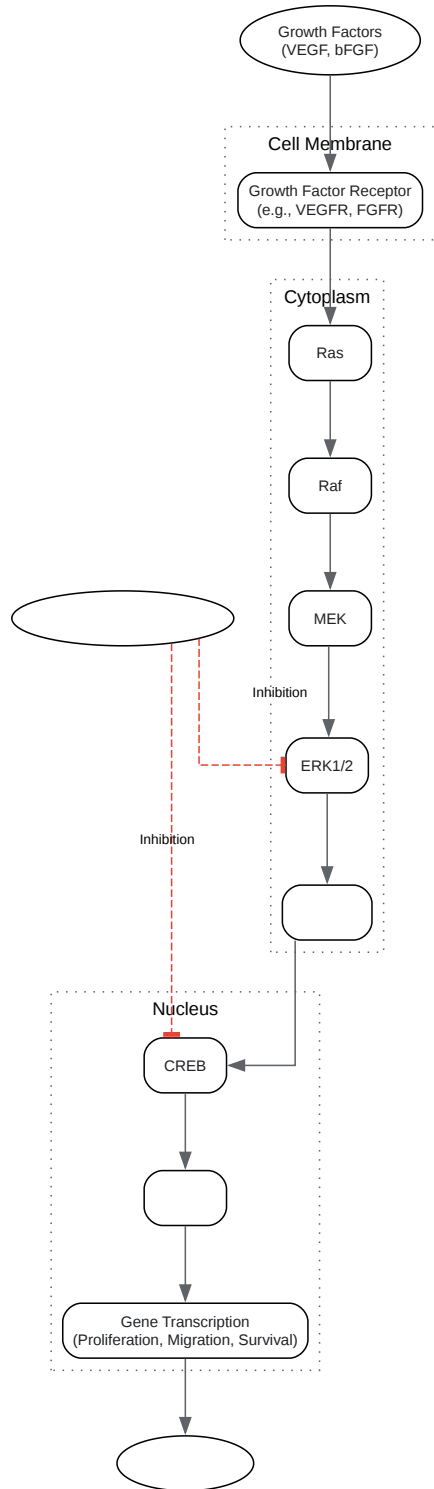 Growth Factors
(VEGF, bFGF)
Cell Membrane
Growth Factor Receptor
(e.g., VEGFR, FGFR)
Cytoplasm
Ras
Raf
MEK
Inhibition
ERK1/2
Inhibition
Nucleus
CREB
Gene Transcription
(Proliferation, Migration, Survival)